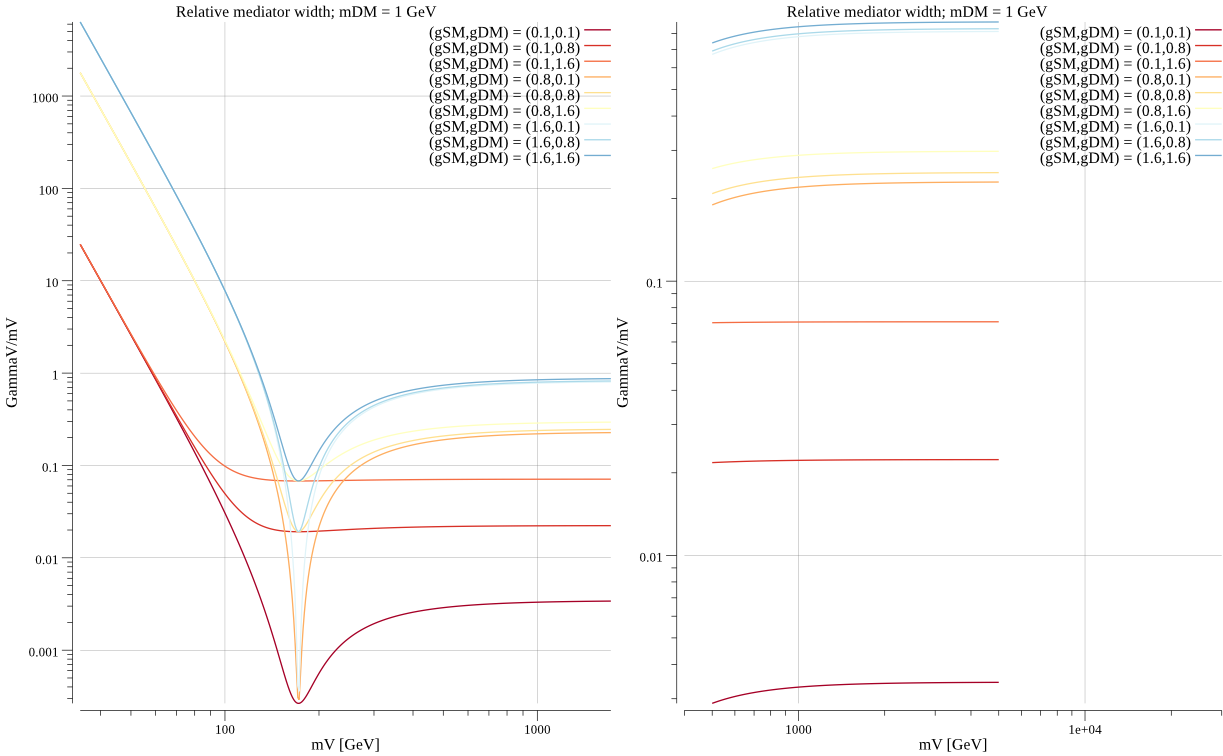 Relative mediator width; mDM = 1 GeV
(gSM,gDM) = (0.1,0.1)
(gSM,gDM) = (0.1,0.8)
(gSM,gDM) = (0.1,1.6)
(gSM,gDM) = (0.8,0.1)
(gSM,gDM) = (0.8,0.8)
(gSM,gDM) = (0.8,1.6)
(gSM,gDM) = (1.6,0.1)
(gSM,gDM) = (1.6,0.8)
(gSM,gDM) = (1.6,1.6)
1000
100
10
1
0.1
0.01
0.001
GammaV/mV
100
1000
mV [GeV]
Relative mediator width; mDM = 1 GeV
(gSM,gDM) = (0.1,0.1)
(gSM,gDM) = (0.1,0.8)
(gSM,gDM) = (0.1,1.6)
(gSM,gDM) = (0.8,0.1)
(gSM,gDM) = (0.8,0.8)
(gSM,gDM) = (0.8,1.6)
(gSM,gDM) = (1.6,0.1)
(gSM,gDM) = (1.6,0.8)
(gSM,gDM) = (1.6,1.6)
0.1
0.01
GammaV/mV
1000
1e+04
mV [GeV]